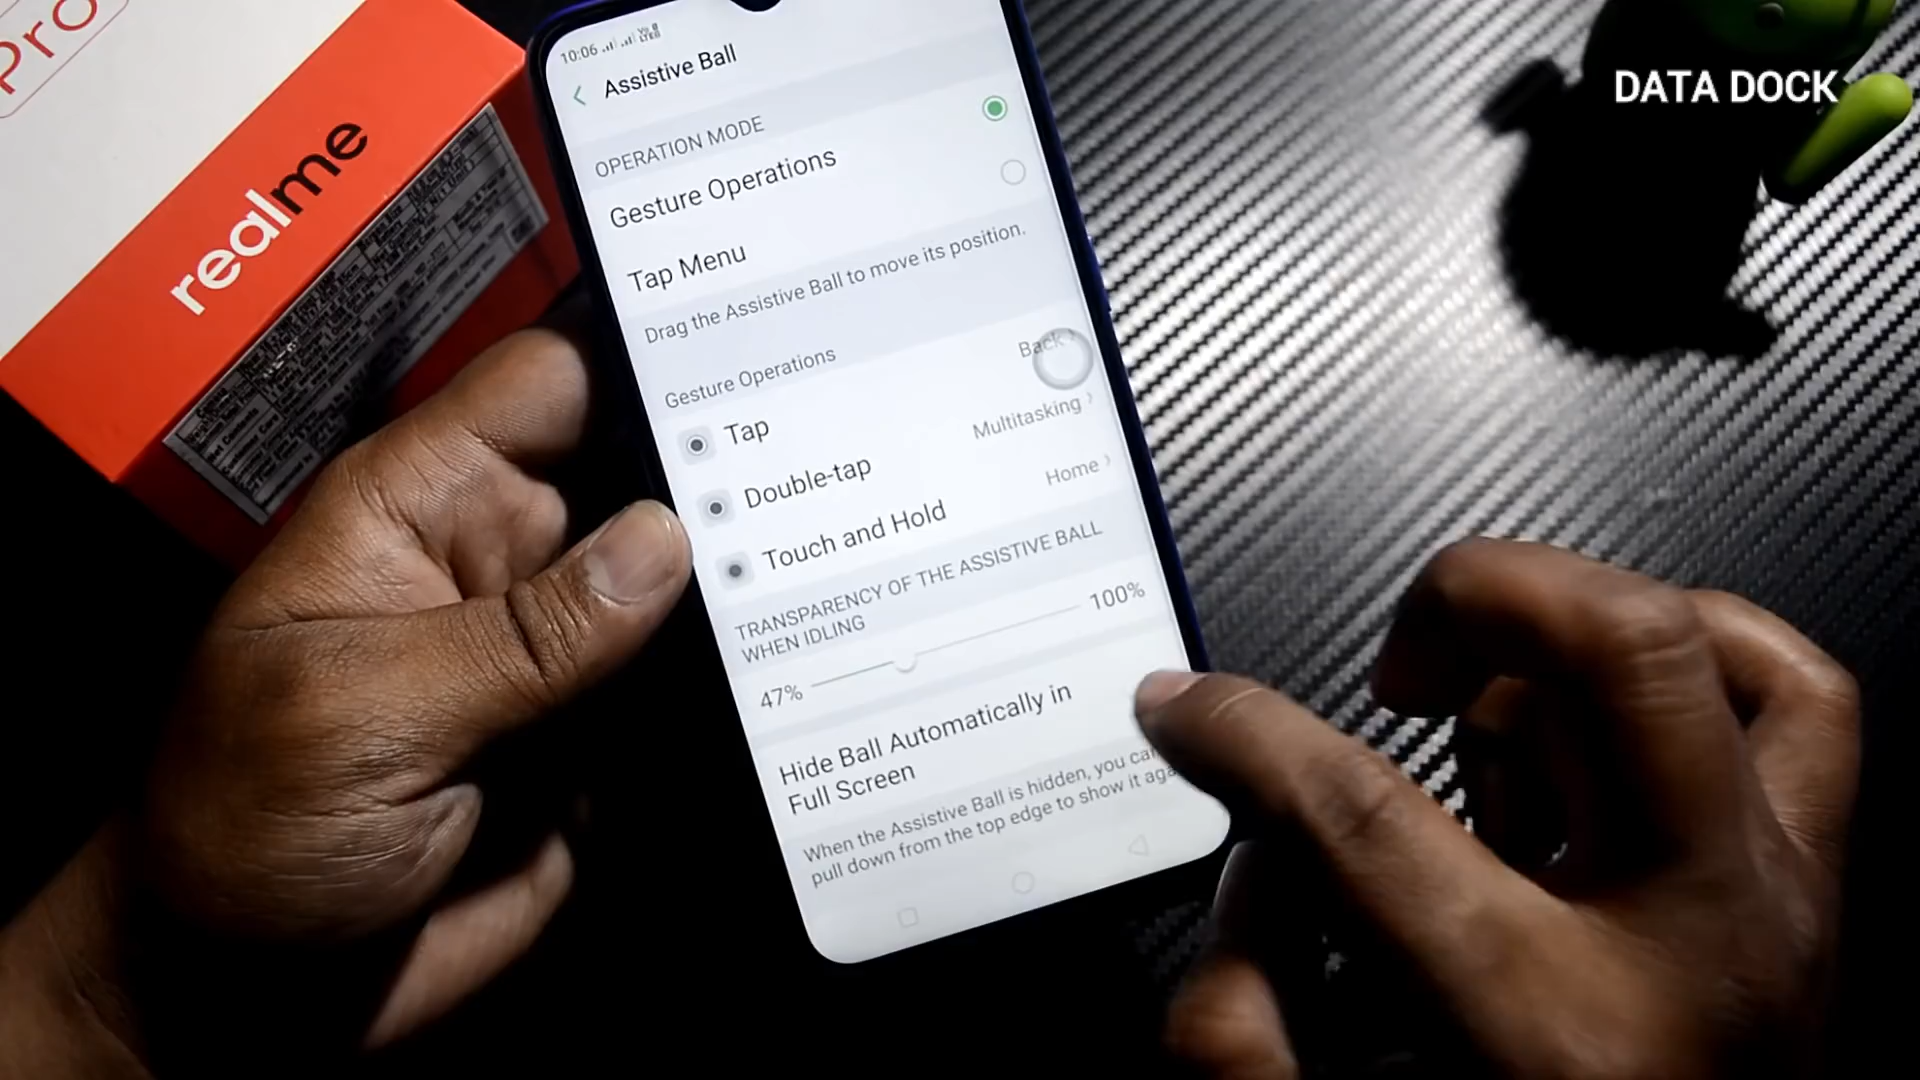 Pro
realme
DATA DOCK
10:06
Assistive Ball
OPERATION MODE
Gesture Operations
Tap Menu
Drag the Assistive Ball to move its position.
Gesture Operations
Tap Back
Double-tap Multitasking
Touch and Hold Home
TRANSPARENCY OF THE ASSISTIVE BALL
WHEN IDLING
47% 100%
Hide Ball Automatically in
Full Screen
When the Assistive Ball is hidden, you can
pull down from the top edge to show it